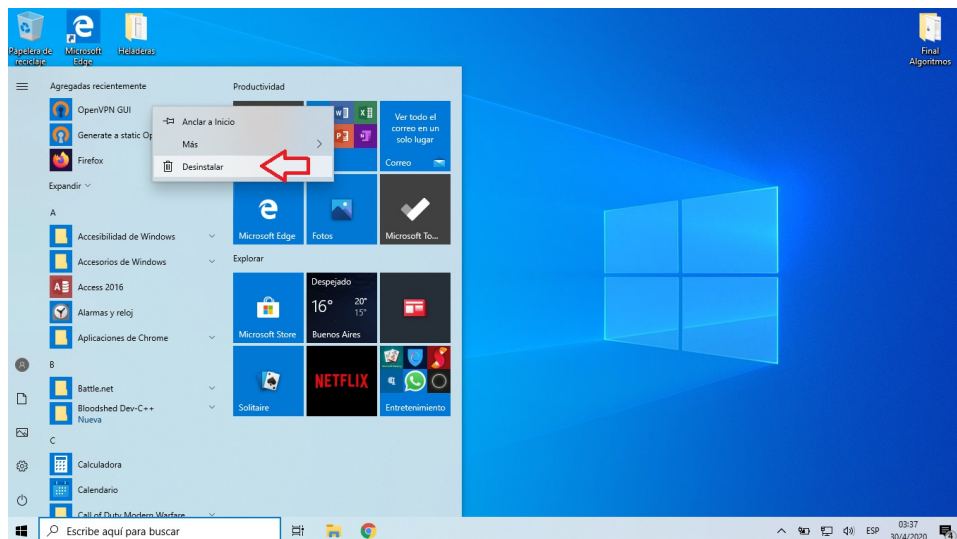 Papelera de
reciclaje
Microsoft
Edge
Heladeras
Final
Algoritmos
Agregadas recientemente
OpenVPN GUI
Generate a static Op
Firefox
Expandir
Anclar a Inicio
Más
Desinstalar
A
Accesibilidad de Windows
Accesorios de Windows
Access 2016
Alarmas y reloj
Aplicaciones de Chrome
B
Battle.net
Bloodshed Dev-C++
Nueva
C
Calculadora
Calendario
Call of Duty Modern Warfare
Productividad
Ver todo el
correo en un
solo lugar
Correo
Microsoft Edge
Fotos
Microsoft To...
Explorar
Microsoft Store
Despejado
16° 20°
15°
Buenos Aires
Solitaire
NETFLIX
Entretenimiento
Escribe aquí para buscar
ESP
03:37
30/4/2020
4